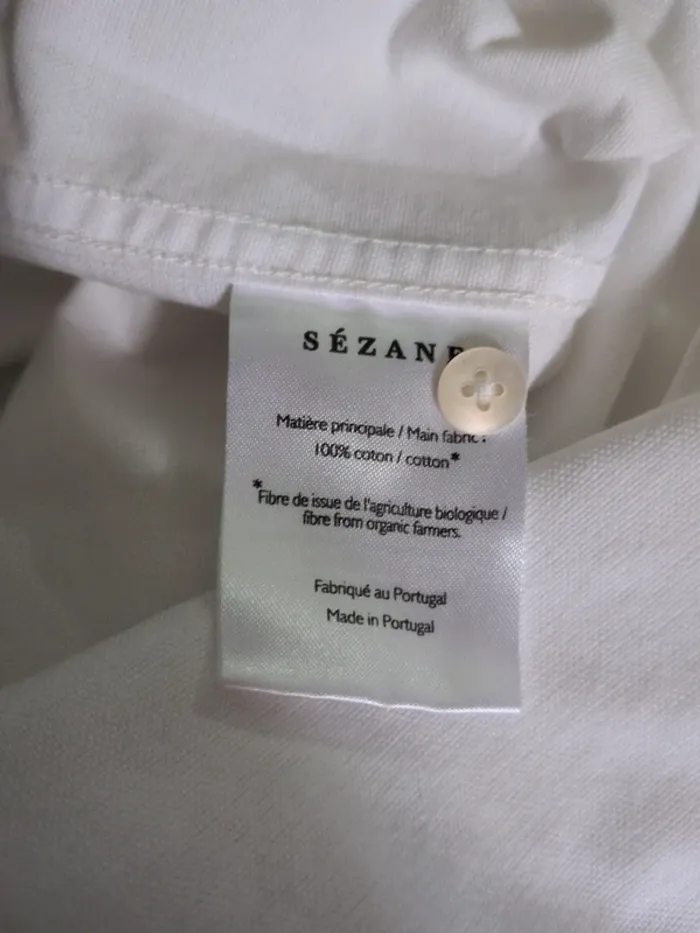 SÉZANE
Matière principale / Main fabric :
100% coton / cotton*
*Fibre de issue de l'agriculture biologique /
fibre from organic farmers.
Fabriqué au Portugal
Made in Portugal